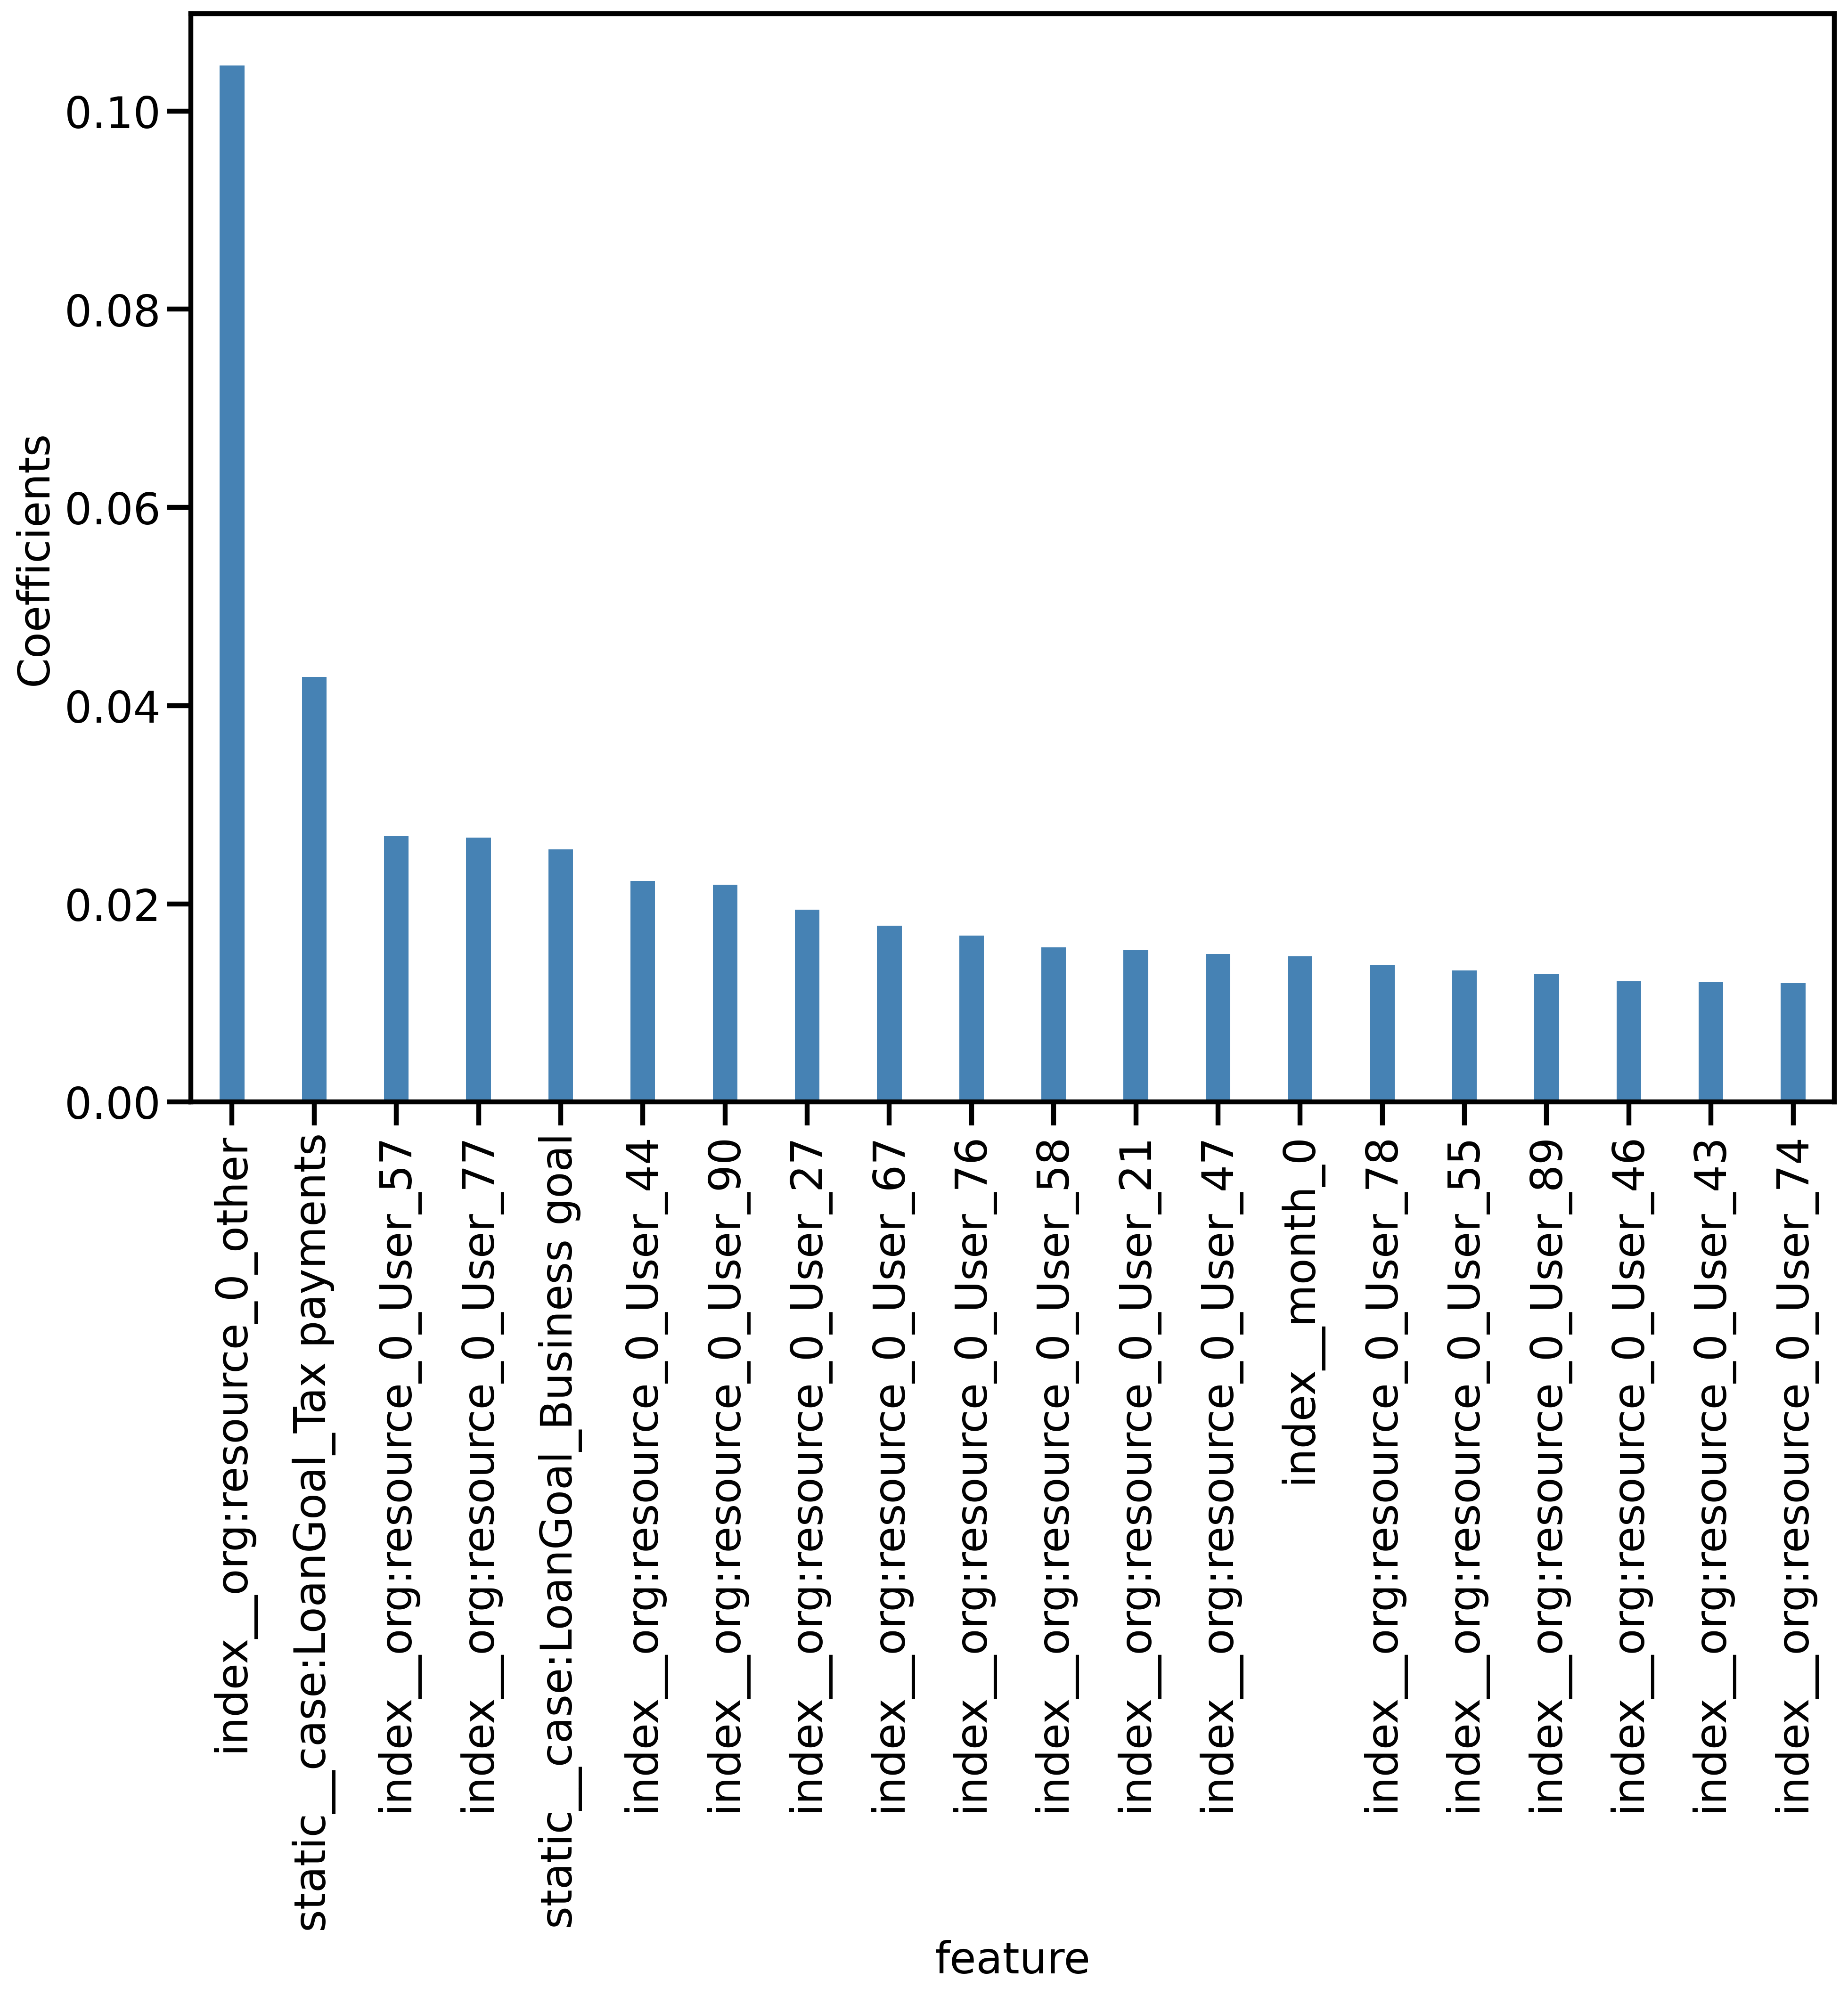 Coefficients
0.10
0.08
0.06
0.04
0.02
0.00
index__org:resource_0_other
static__case:LoanGoal_Tax payments
index__org:resource_0_User_57
index__org:resource_0_User_77
static__case:LoanGoal_Business goal
index__org:resource_0_User_44
index__org:resource_0_User_90
index__org:resource_0_User_27
index__org:resource_0_User_67
index__org:resource_0_User_76
index__org:resource_0_User_58
index__org:resource_0_User_21
index__org:resource_0_User_47
index__month_0
index__org:resource_0_User_78
index__org:resource_0_User_55
index__org:resource_0_User_89
index__org:resource_0_User_46
index__org:resource_0_User_43
index__org:resource_0_User_74
feature